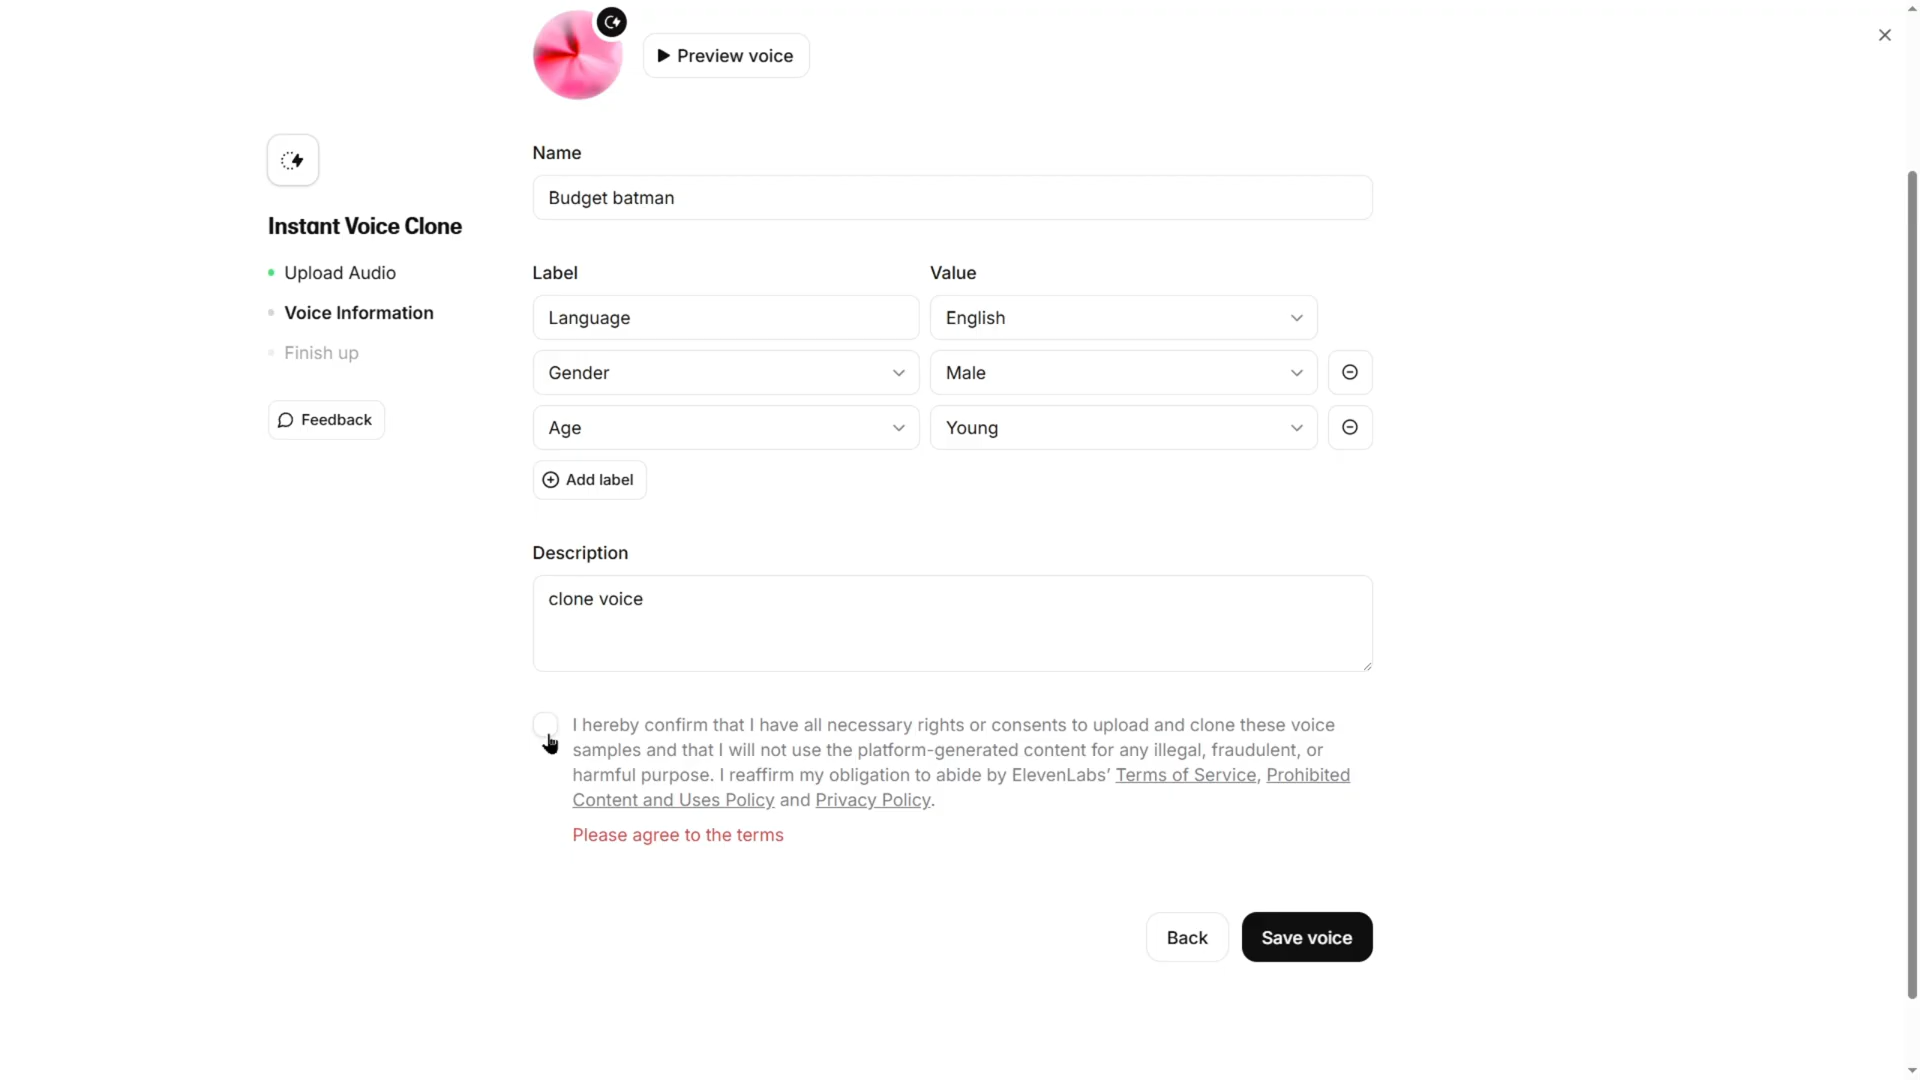 Preview voice
Instant Voice Clone
Upload Audio
Voice Information
Finish up
Feedback
Name
Budget batman
Label
Value
Language
English
Gender
Male
Age
Young
Add label
Description
clone voice
I hereby confirm that I have all necessary rights or consents to upload and clone these voice
samples and that I will not use the platform-generated content for any illegal, fraudulent, or
harmful purpose. I reaffirm my obligation to abide by ElevenLabs’ Terms of Service, Prohibited
Content and Uses Policy and Privacy Policy.
Please agree to the terms
Back
Save voice